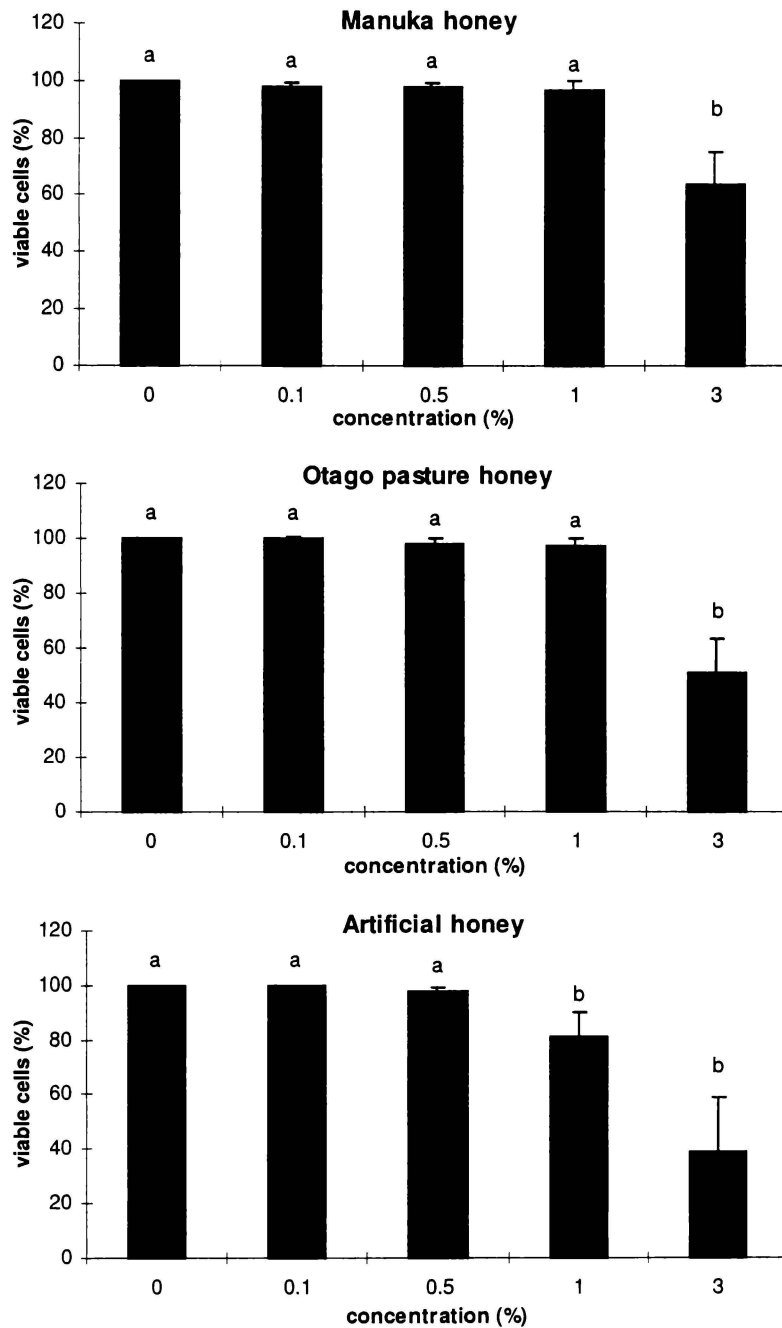 Manuka honey
120
100
80
60
40
20
0
viable cells (%)
a a a a b
0 0.1 0.5 1 3
concentration (%)
Otago pasture honey
120
100
80
60
40
20
0
viable cells (%)
a a a a b
0 0.1 0.5 1 3
concentration (%)
Artificial honey
120
100
80
60
40
20
0
viable cells (%)
a a a b b
0 0.1 0.5 1 3
concentration (%)